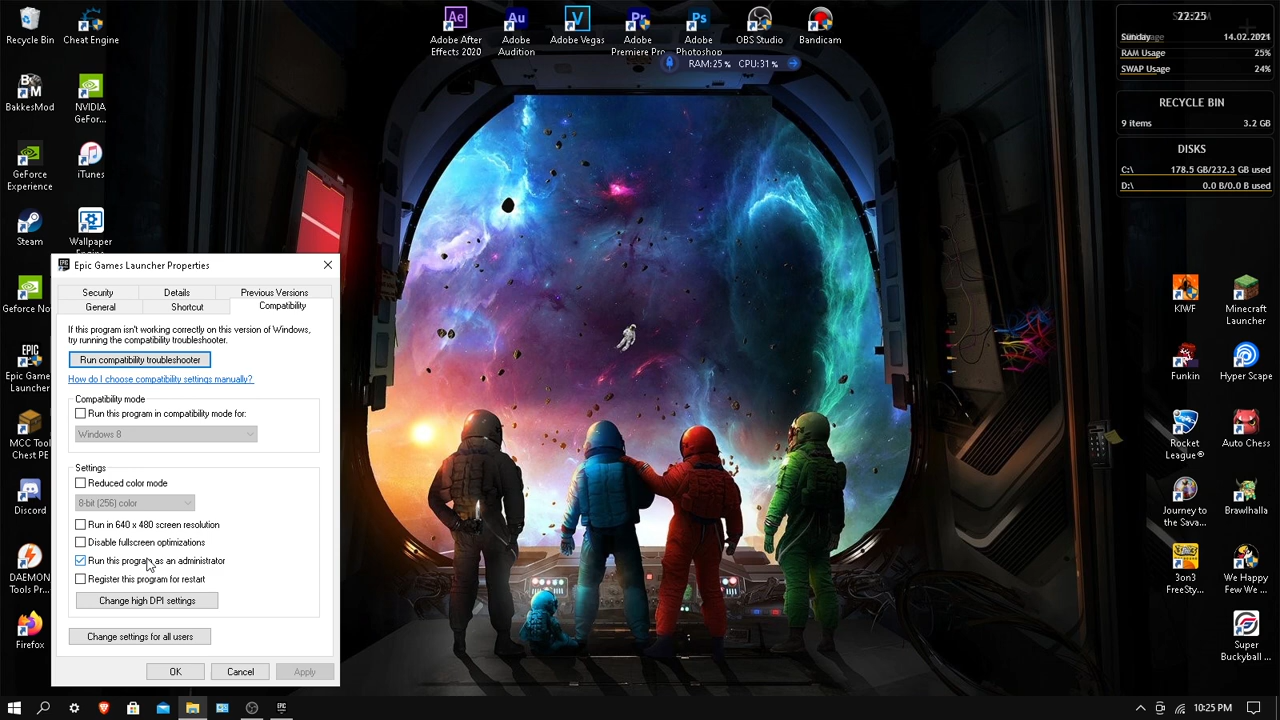 Recycle Bin
Cheat Engine
BakkesMod
NVIDIA
GeFor...
GeForce
Experience
iTunes
Steam
Wallpaper
Geforce No
EPIC
Epic Game
Launcher
MCC Tool
Chest PE
Discord
DAEMON
Tools Pr...
Firefox
Ae
Adobe After
Effects 2020
Au
Adobe
Audition
V
Adobe Vegas
Pr
Adobe
Premiere Pro
Ps
Adobe
Photoshop
OBS Studio
Bandicam
RAM:25 % CPU:31 %
22:25
Sunday
14.02.2021
RAM Usage 25%
SWAP Usage 24%
RECYCLE BIN
9 items 3.2 GB
DISKS
C:\ 178.5 GB/232.3 GB used
D:\ 0.0 B/0.0 B used
KIWF
Minecraft
Launcher
Funkin
Hyper Scape
Rocket
League®
Auto Chess
Journey to
the Sava...
Brawlhalla
3on3
FreeSty...
We Happy
Few We ...
Super
Buckyball ...
Epic Games Launcher Properties
Security Details Previous Versions
General Shortcut Compatibility
If this program isn't working correctly on this version of Windows,
try running the compatibility troubleshooter.
Run compatibility troubleshooter
How do I choose compatibility settings manually?
Compatibility mode
Run this program in compatibility mode for:
Windows 8
Settings
Reduced color mode
8-bit (256) color
Run in 640 x 480 screen resolution
Disable fullscreen optimizations
Run this program as an administrator
Register this program for restart
Change high DPI settings
Change settings for all users
OK Cancel Apply
EPIC
10:25 PM